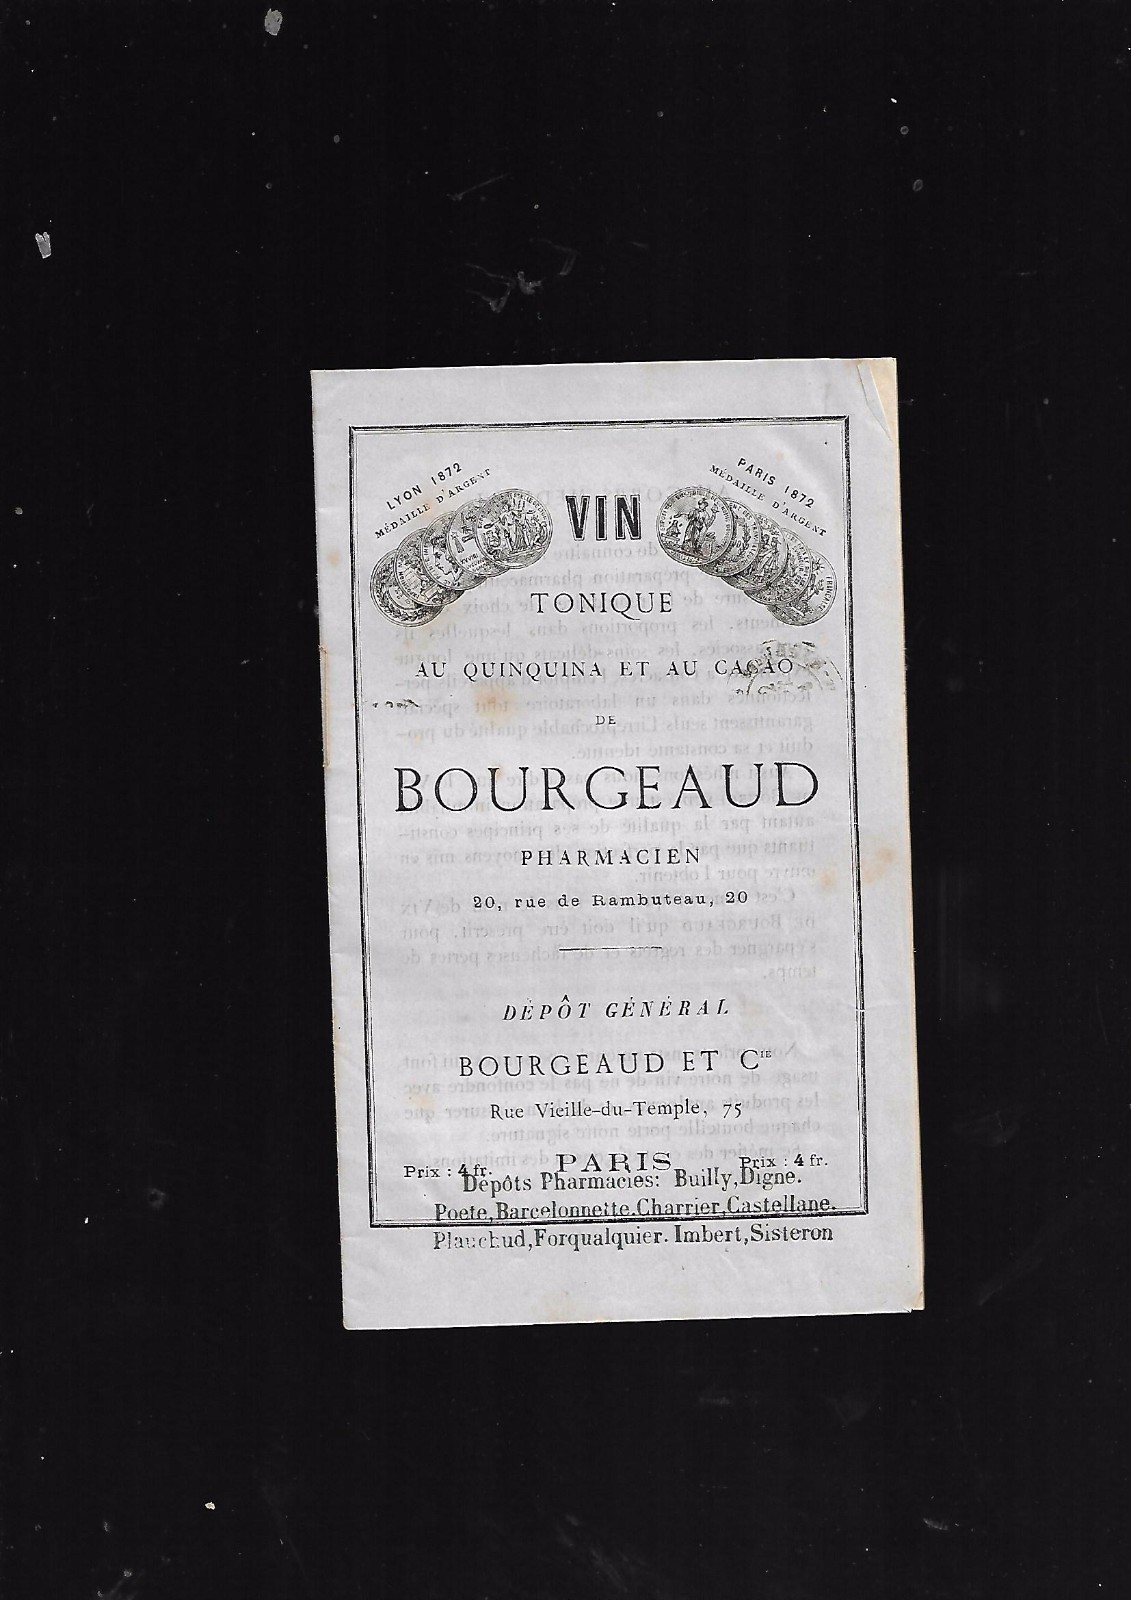 LYON 1872
MÉDAILLE D'ARGENT
PARIS 1872
MÉDAILLE D'ARGENT
VIN
TONIQUE
AU QUINQUINA ET AU CACAO
DE
BOURGEAUD
PHARMACIEN
20, rue de Rambuteau, 20
DÉPÔT GÉNÉRAL
BOURGEAUD ET CIE
Rue Vieille-du-Temple, 75
Prix : 4 fr. PARIS Prix : 4 fr.
Dépôts Pharmacies: Builly,Digne.
Poete,Barcelonnette.Charrier,Castellane.
Plauchud,Forqualquier. Imbert,Sisteron